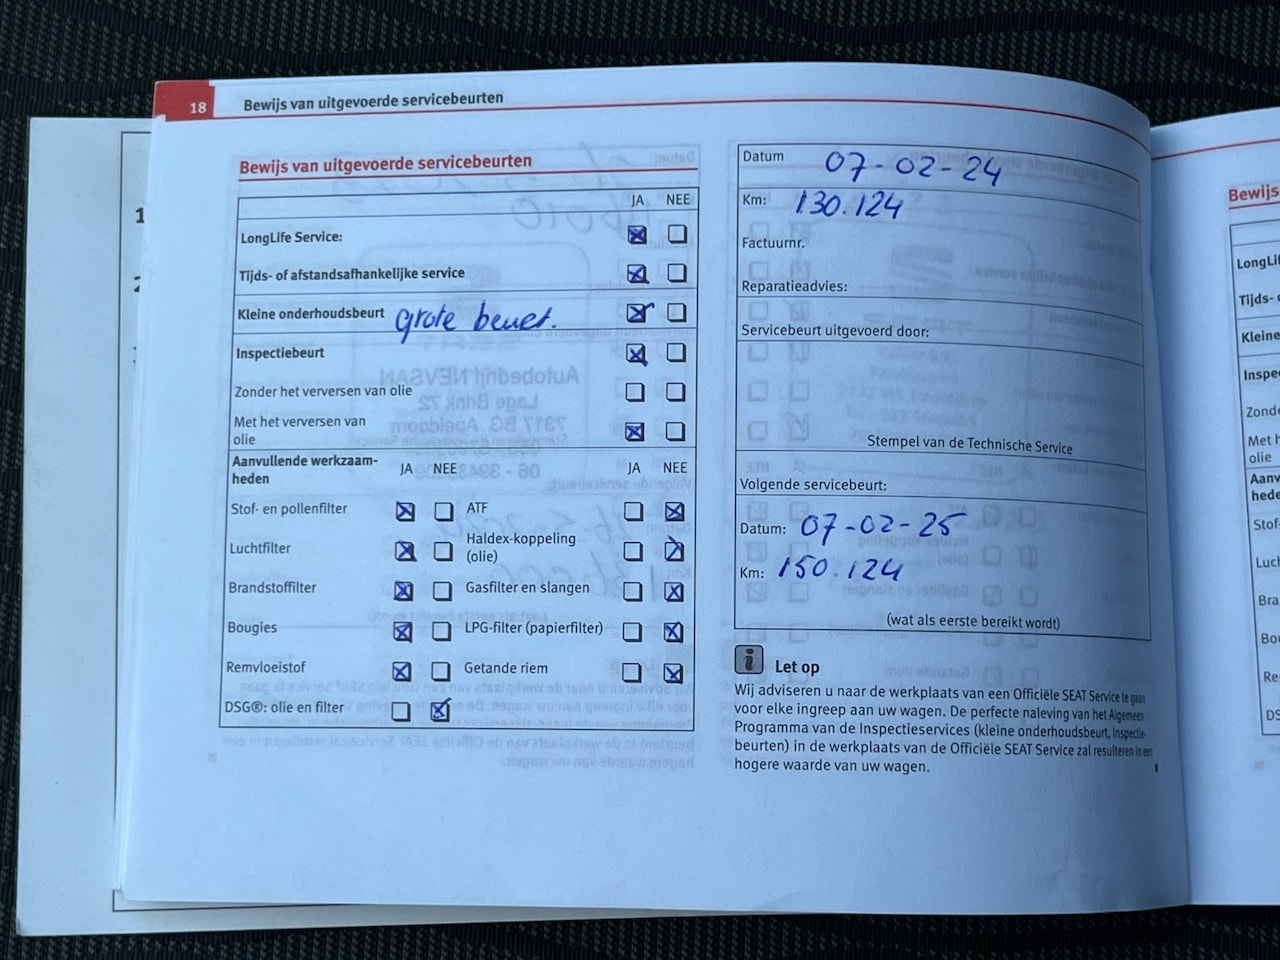 18 Bewijs van uitgevoerde servicebeurten
Bewijs van uitgevoerde servicebeurten
JA NEE
LongLife Service:
Tijds- of afstandsafhankelijke service
Kleine onderhoudsbeurt grote beurt.
Inspectiebeurt
Zonder het verversen van olie
Met het verversen van
olie
Aanvullende werkzaam-
heden
JA NEE
JA NEE
Stof- en pollenfilter
ATF
Luchtfilter
Haldex-koppeling
(olie)
Brandstoffilter
Gasfilter en slangen
Bougies
LPG-filter (papierfilter)
Remvloeistof
Getande riem
DSG®: olie en filter
Datum 07-02-24
Km: 130.124
Factuurnr.
Reparatieadvies:
Servicebeurt uitgevoerd door:
Stempel van de Technische Service
Volgende servicebeurt:
Datum: 07-02-25
Km: 150.124
(wat als eerste bereikt wordt)
i Let op
Wij adviseren u naar de werkplaats van een Officiële SEAT Service te gaan
voor elke ingreep aan uw wagen. De perfecte naleving van het Algemeen
Programma van de Inspectieservices (kleine onderhoudsbeurt, Inspectie-
beurten) in de werkplaats van de Officiële SEAT Service zal resulteren in een
hogere waarde van uw wagen.
Bewijs
LongLi
Tijds-
Kleine
Inspec
Zond
Met h
olie
Aanv
hede
Stof-
Luch
Bra
Bo
Re
DS